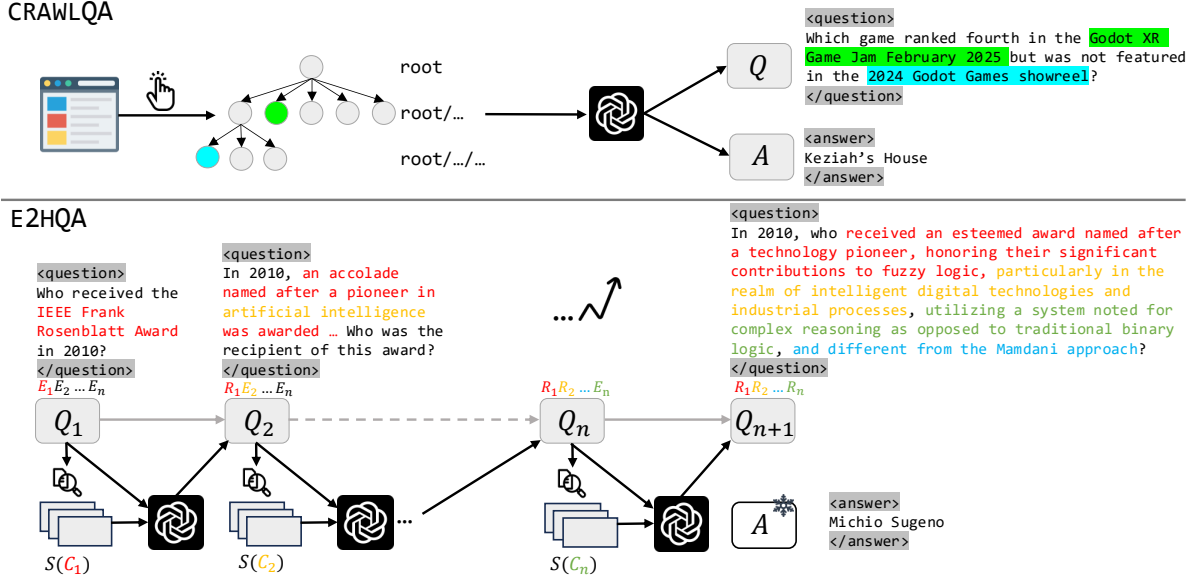 CRAWLQA
root
root/…
root/…/…
Q
A
<question>
Which game ranked fourth in the Godot XR
Game Jam February 2025 but was not featured
in the 2024 Godot Games showreel?
</question>
<answer>
Keziah's House
</answer>
E2HQA
<question>
Who received the
IEEE Frank
Rosenblatt Award
in 2010?
</question>
E1E2 … En
Q1
S(C1)
<question>
In 2010, an accolade
named after a pioneer in
artificial intelligence
was awarded … Who was the
recipient of this award?
</question>
R1E2 … En
Q2
S(C2)
…
…
R1R2 … En
Qn
S(Cn)
<question>
In 2010, who received an esteemed award named after
a technology pioneer, honoring their significant
contributions to fuzzy logic, particularly in the
realm of intelligent digital technologies and
industrial processes, utilizing a system noted for
complex reasoning as opposed to traditional binary
logic, and different from the Mamdani approach?
</question>
R1R2 … Rn
Qn+1
A
<answer>
Michio Sugeno
</answer>